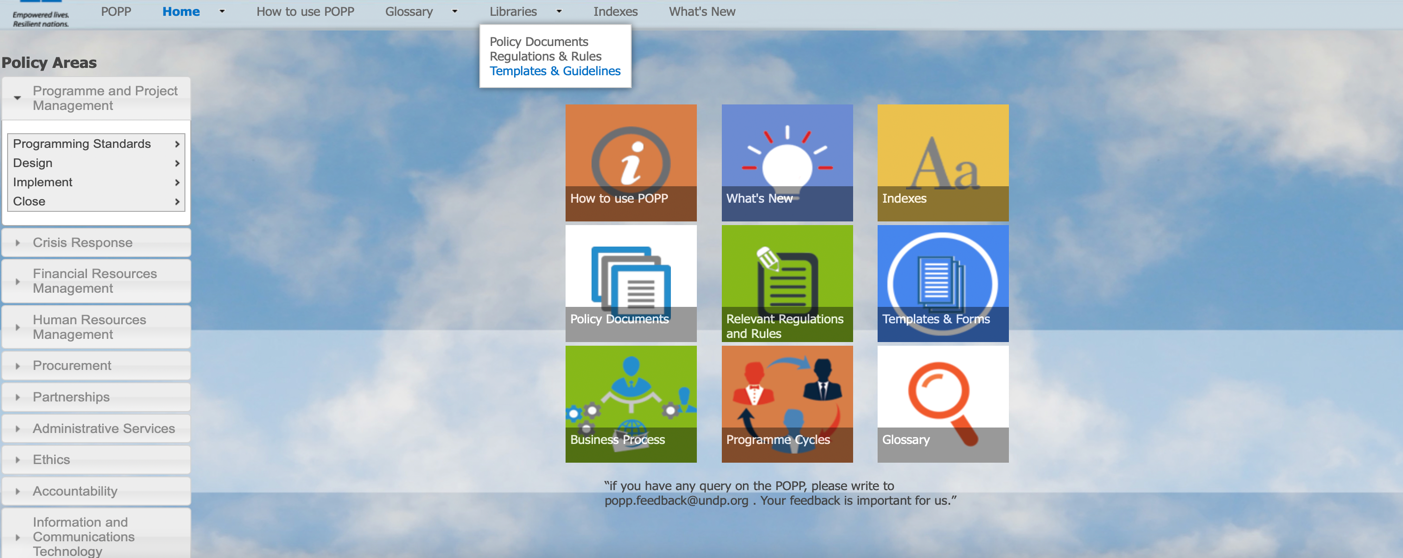 Empowered lives.
Resilient nations.
POPP
Home
How to use POPP
Glossary
Libraries
Indexes
What's New
Policy Documents
Regulations & Rules
Templates & Guidelines
Policy Areas
Programme and Project
Management
Programming Standards
Design
Implement
Close
Crisis Response
Financial Resources
Management
Human Resources
Management
Procurement
Partnerships
Administrative Services
Ethics
Accountability
Information and
Communications
Technology
How to use POPP
What's New
Aa
Indexes
Policy Documents
Relevant Regulations
and Rules
Templates & Forms
Business Process
Programme Cycles
Glossary
“if you have any query on the POPP, please write to
popp.feedback@undp.org . Your feedback is important for us.”